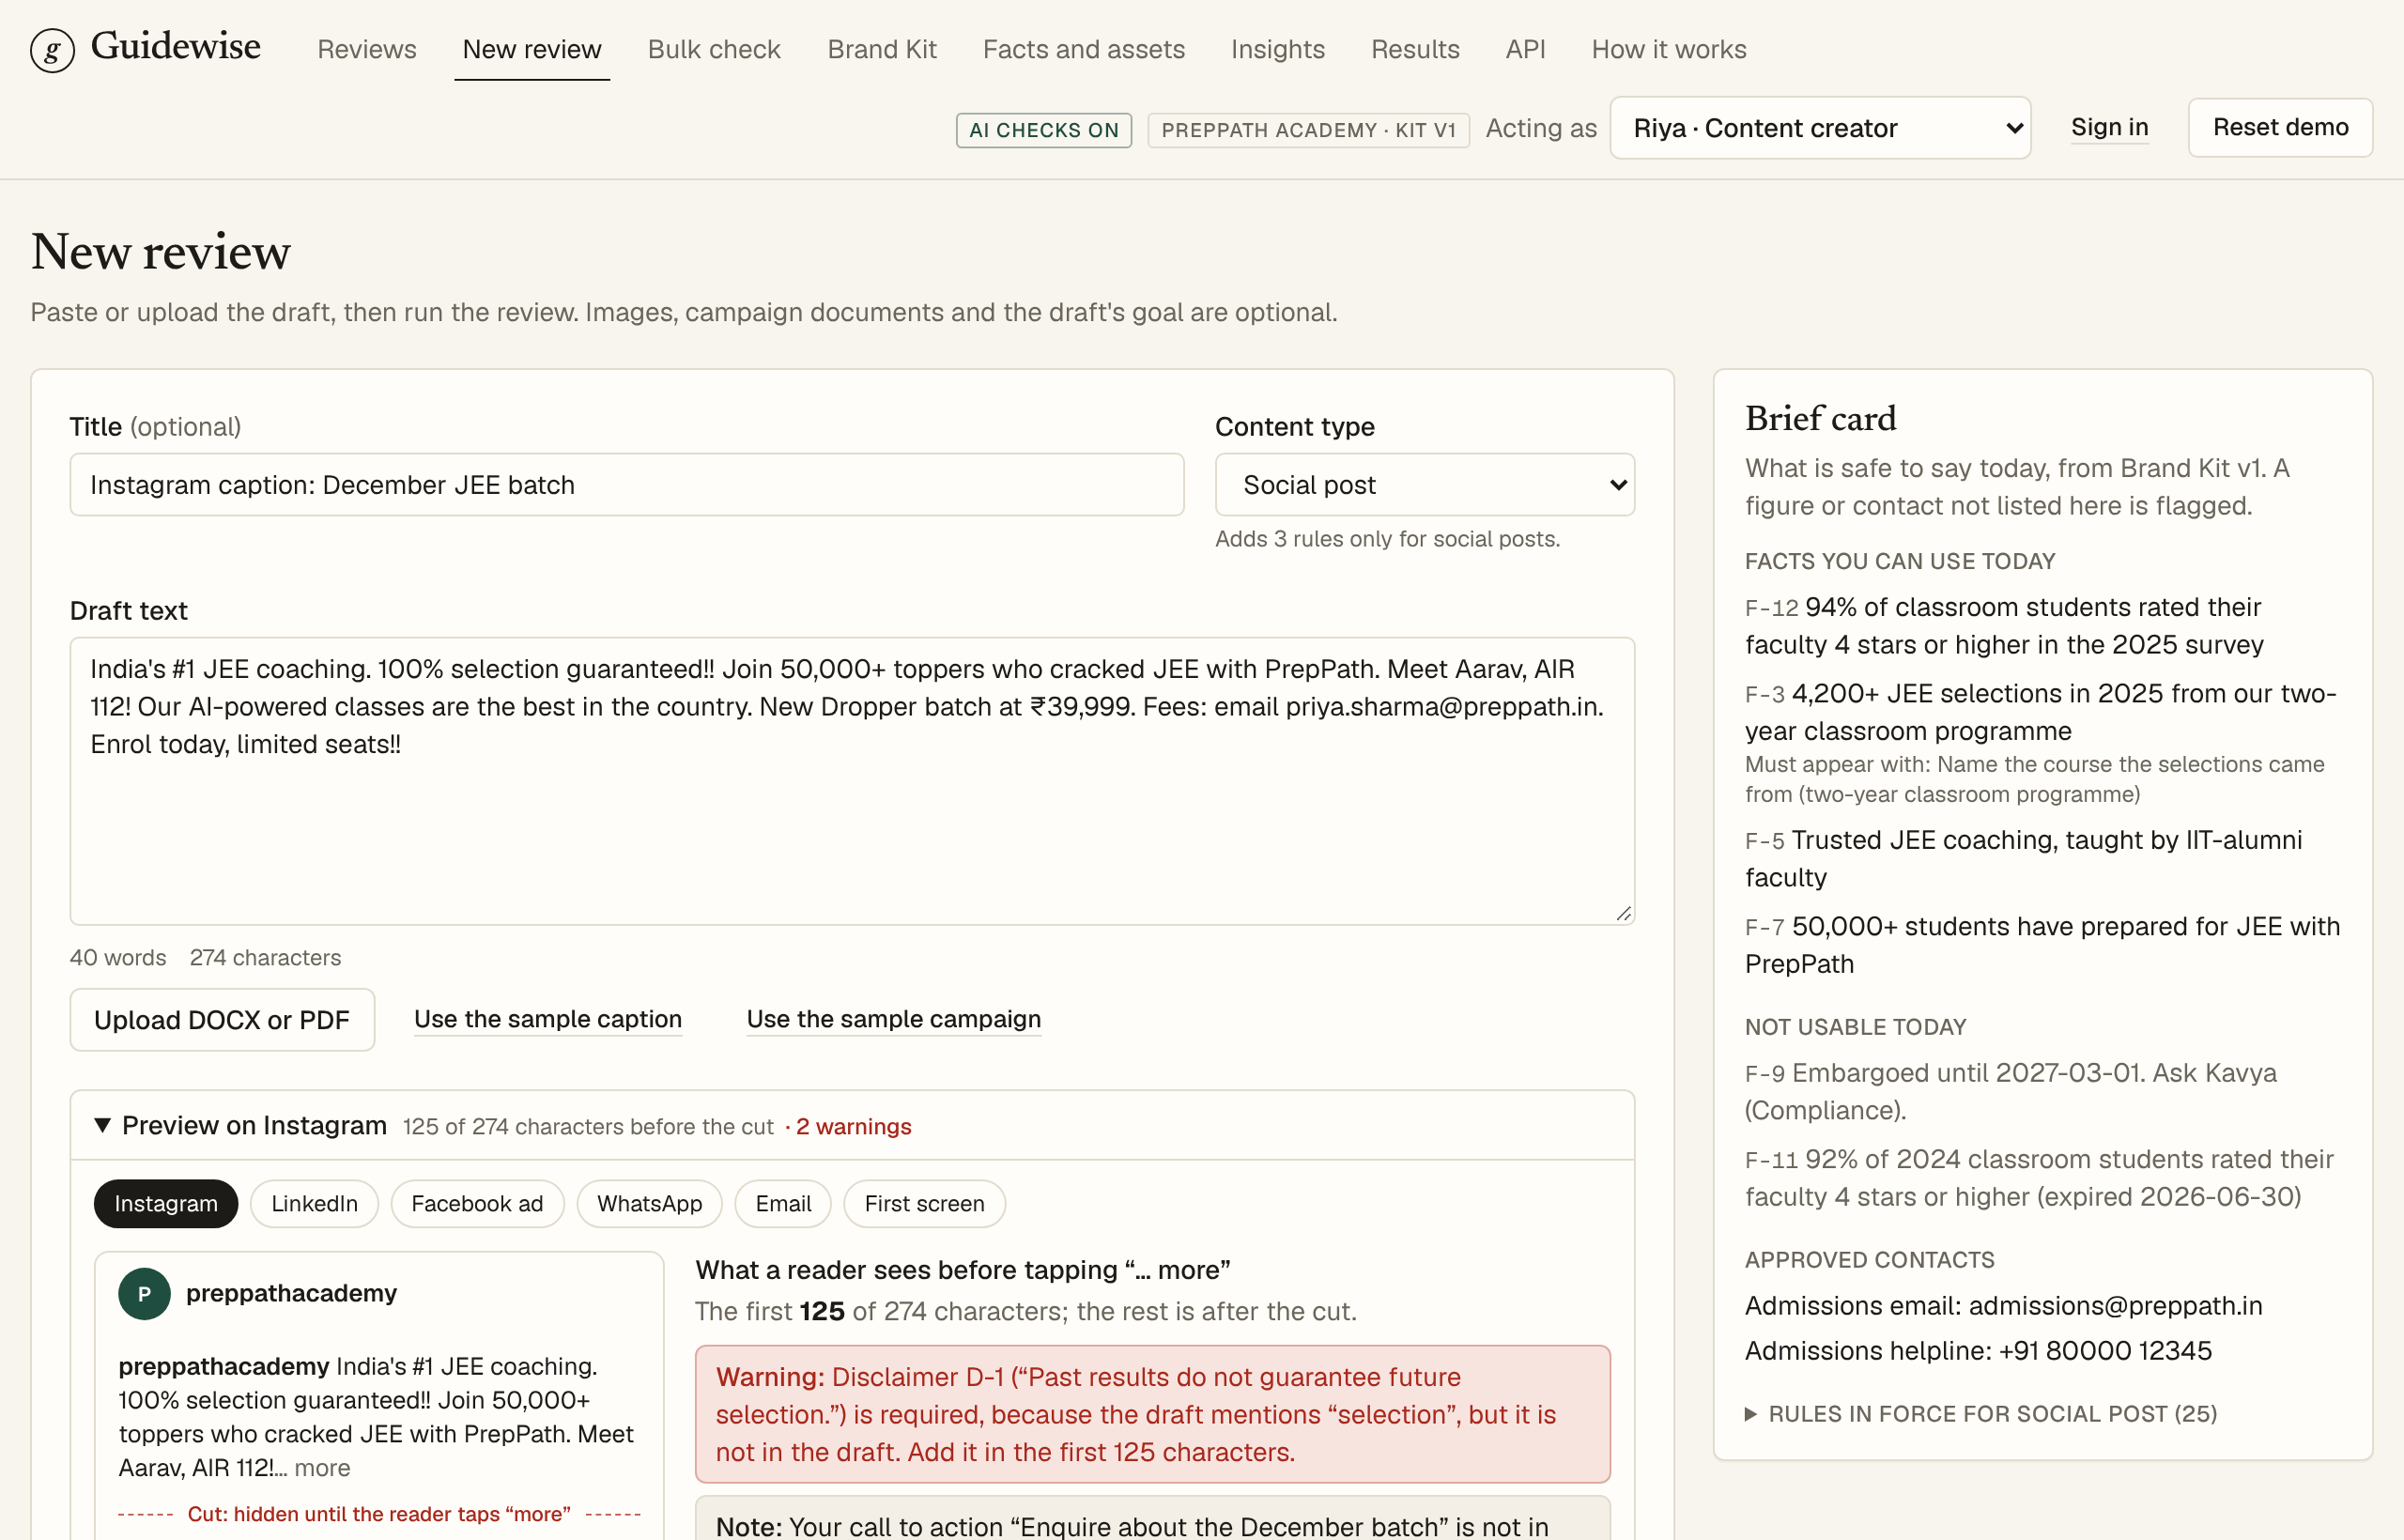 g Guidewise
Reviews New review Bulk check Brand Kit Facts and assets Insights Results API How it works
AI CHECKS ON PREPPATH ACADEMY · KIT V1 Acting as Riya · Content creator Sign in Reset demo
New review
Paste or upload the draft, then run the review. Images, campaign documents and the draft's goal are optional.
Title (optional)
Instagram caption: December JEE batch
Content type
Social post
Adds 3 rules only for social posts.
Draft text
India's #1 JEE coaching. 100% selection guaranteed!! Join 50,000+ toppers who cracked JEE with PrepPath. Meet Aarav, AIR
112! Our AI-powered classes are the best in the country. New Dropper batch at ₹39,999. Fees: email priya.sharma@preppath.in.
Enrol today, limited seats!!
40 words 274 characters
Upload DOCX or PDF Use the sample caption Use the sample campaign
▼ Preview on Instagram 125 of 274 characters before the cut · 2 warnings
Instagram LinkedIn Facebook ad WhatsApp Email First screen
P preppathacademy
preppathacademy India's #1 JEE coaching.
100% selection guaranteed!! Join 50,000+
toppers who cracked JEE with PrepPath. Meet
Aarav, AIR 112!… more
Cut: hidden until the reader taps “more”
What a reader sees before tapping “… more”
The first 125 of 274 characters; the rest is after the cut.
Warning: Disclaimer D-1 (“Past results do not guarantee future
selection.”) is required, because the draft mentions “selection”, but it is
not in the draft. Add it in the first 125 characters.
Note: Your call to action “Enquire about the December batch” is not in
Brief card
What is safe to say today, from Brand Kit v1. A
figure or contact not listed here is flagged.
FACTS YOU CAN USE TODAY
F-12 94% of classroom students rated their
faculty 4 stars or higher in the 2025 survey
F-3 4,200+ JEE selections in 2025 from our two-
year classroom programme
Must appear with: Name the course the selections came
from (two-year classroom programme)
F-5 Trusted JEE coaching, taught by IIT-alumni
faculty
F-7 50,000+ students have prepared for JEE with
PrepPath
NOT USABLE TODAY
F-9 Embargoed until 2027-03-01. Ask Kavya
(Compliance).
F-11 92% of 2024 classroom students rated their
faculty 4 stars or higher (expired 2026-06-30)
APPROVED CONTACTS
Admissions email: admissions@preppath.in
Admissions helpline: +91 80000 12345
▶ RULES IN FORCE FOR SOCIAL POST (25)